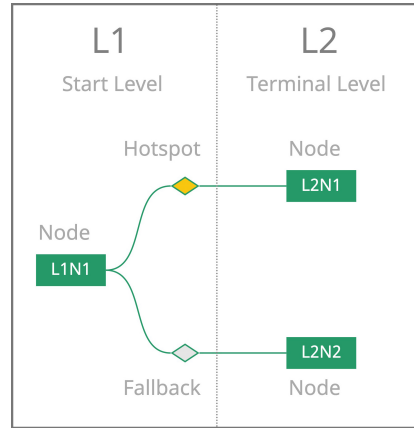 L1
L2
Start Level
Terminal Level
Hotspot
Node
L2N1
Node
L1N1
L2N2
Fallback
Node